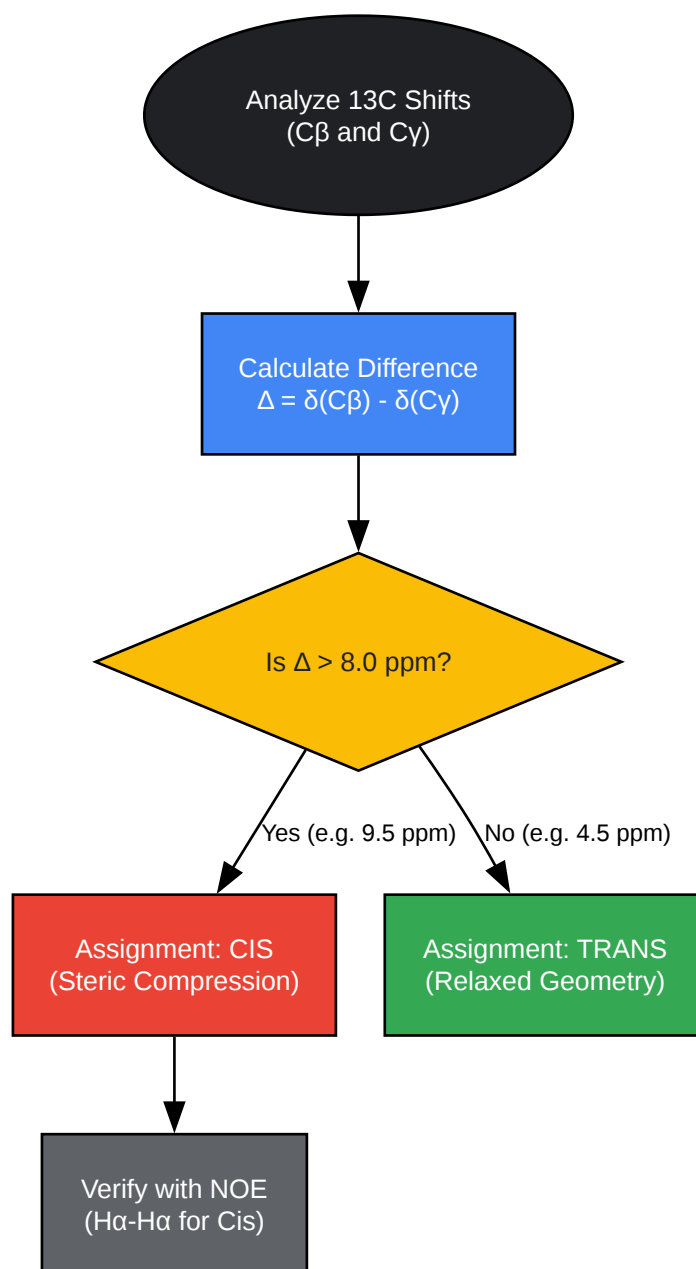 Analyze 13C Shifts
(Cβ and Cγ)
Calculate Difference
Δ = δ(Cβ) - δ(Cγ)
Is Δ > 8.0 ppm?
Yes (e.g. 9.5 ppm)
No (e.g. 4.5 ppm)
Assignment: CIS
(Steric Compression)
Assignment: TRANS
(Relaxed Geometry)
Verify with NOE
(Hα-Hα for Cis)